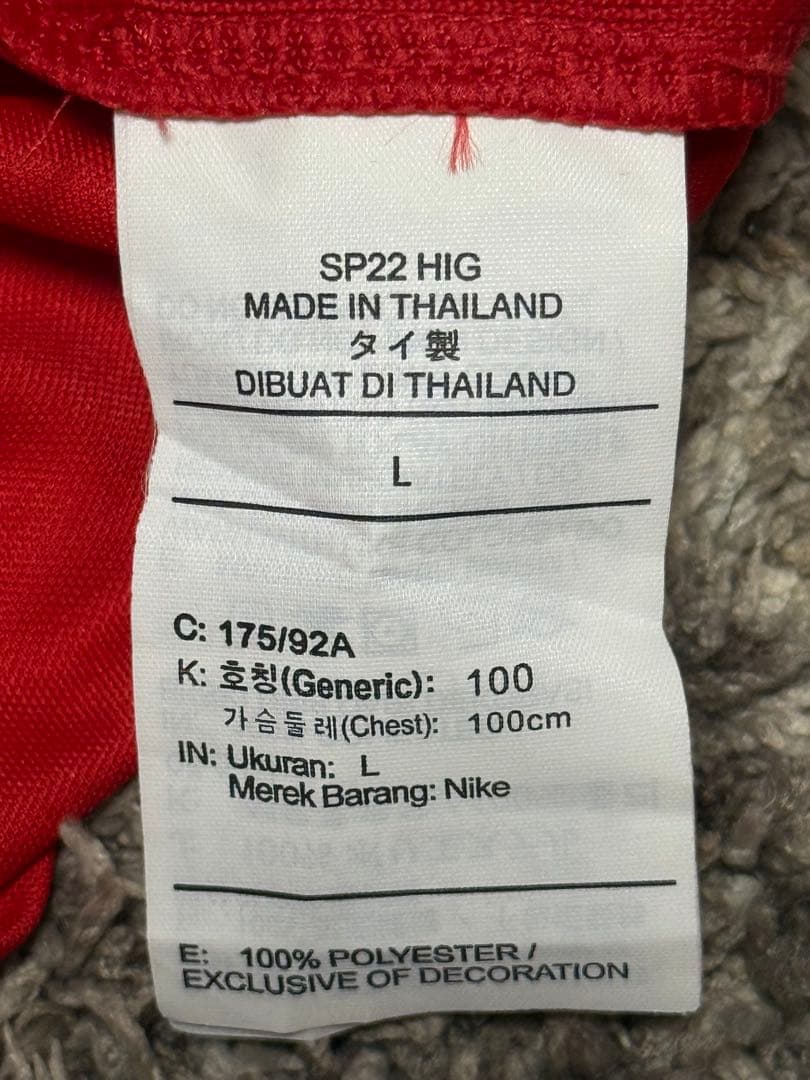 SP22 HIG
MADE IN THAILAND
タイ製
DIBUAT DI THAILAND
L
C: 175/92A
K: 호칭(Generic): 100
가슴둘레(Chest): 100cm
IN: Ukuran: L
Merek Barang: Nike
E: 100% POLYESTER /
EXCLUSIVE OF DECORATION